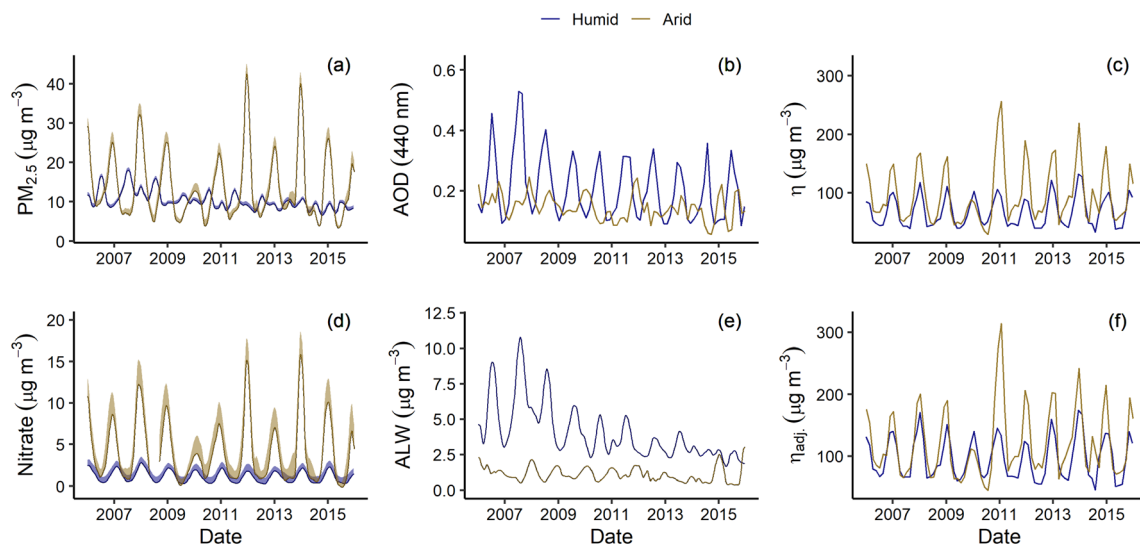 Humid Arid
(a)
PM2.5 (µg m−3)
40
30
20
10
0
2007 2009 2011 2013 2015
(b)
AOD (440 nm)
0.6
0.4
0.2
2007 2009 2011 2013 2015
(c)
η (µg m−3)
300
200
100
2007 2009 2011 2013 2015
(d)
Nitrate (µg m−3)
20
15
10
5
0
2007 2009 2011 2013 2015
Date
(e)
ALW (µg m−3)
12.5
10.0
7.5
5.0
2.5
0.0
2007 2009 2011 2013 2015
Date
(f)
ηadj. (µg m−3)
300
200
100
2007 2009 2011 2013 2015
Date